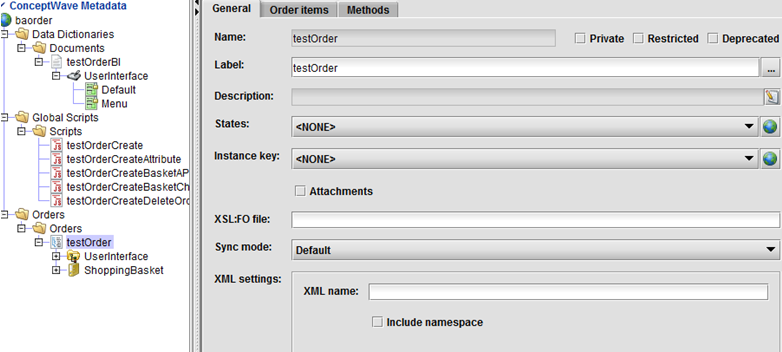 ConceptWave Metadata
baorder
Data Dictionaries
Documents
testOrderBI
UserInterface
Default
Menu
Global Scripts
Scripts
testOrderCreate
testOrderCreateAttribute
testOrderCreateBasketAP
testOrderCreateBasketCh
testOrderCreateDeleteOrd
Orders
Orders
testOrder
UserInterface
ShoppingBasket
General Order items Methods
Name: testOrder Private Restricted Deprecated
Label: testOrder ...
Description:
States: <NONE>
Instance key: <NONE>
Attachments
XSL:FO file:
Sync mode: Default
XML settings:
XML name:
Include namespace